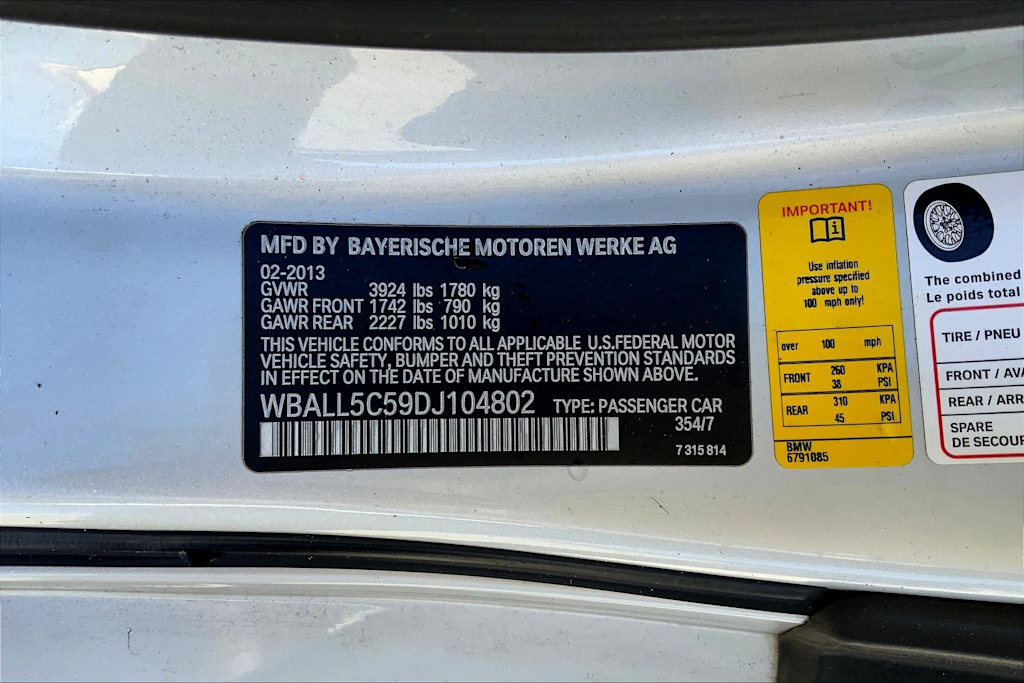 MFD BY BAYERISCHE MOTOREN WERKE AG
02-2013
GVWR 3924 lbs 1780 kg
GAWR FRONT 1742 lbs 790 kg
GAWR REAR 2227 lbs 1010 kg
THIS VEHICLE CONFORMS TO ALL APPLICABLE U.S.FEDERAL MOTOR
VEHICLE SAFETY, BUMPER AND THEFT PREVENTION STANDARDS
IN EFFECT ON THE DATE OF MANUFACTURE SHOWN ABOVE.
WBALL5C59DJ104802 TYPE: PASSENGER CAR
354/7
7 315 814
IMPORTANT!
i
Use inflation
pressure specified
above up to
100 mph only!
over 100 mph
FRONT 260 KPA
38 PSI
REAR 310 KPA
45 PSI
BMW
6791085
The combined
Le poids total
TIRE / PNEU
FRONT / AVA
REAR / ARR
SPARE
DE SECOUR